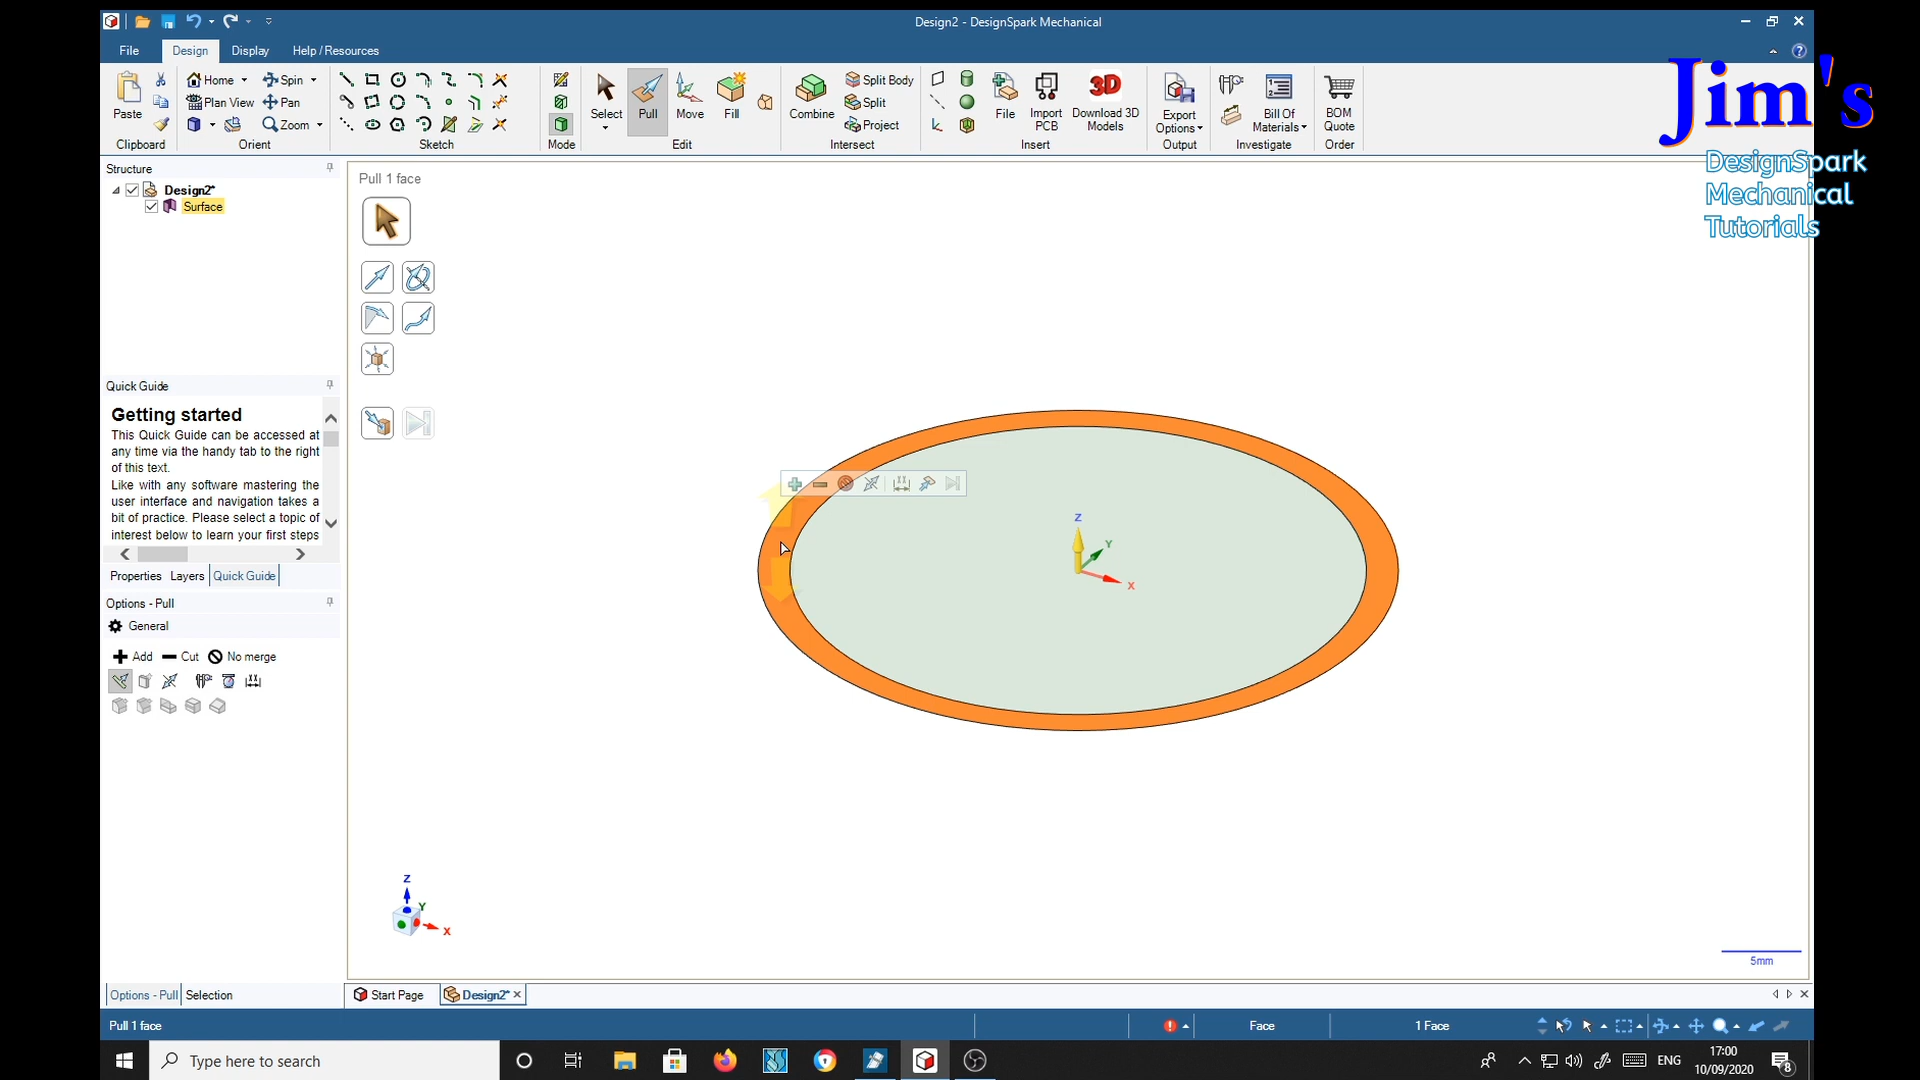 Design2 - DesignSpark Mechanical
File Design Display Help / Resources
Jim's
DesignSpark
Mechanical
Tutorials
Paste
Home
Plan View
Spin
Pan
Zoom
Select
Pull
Move
Fill
Combine
Split Body
Split
Project
File
Import
PCB
3D
Download 3D
Models
Export
Options
Bill Of
Materials
BOM
Quote
Clipboard Orient Sketch Mode Edit Intersect Insert Output Investigate Order
Structure
Design2*
Surface
Pull 1 face
Quick Guide
Getting started
This Quick Guide can be accessed at
any time via the handy tab to the right
of this text.
Like with any software mastering the
user interface and navigation takes a
bit of practice. Please select a topic of
interest below to learn your first steps
Properties Layers Quick Guide
Options - Pull
General
Add Cut No merge
Z
Y
X
Z
Y
X
5mm
Options - Pull Selection
Start Page Design2*
Pull 1 face Face 1 Face
Type here to search
ENG
17:00
10/09/2020
8